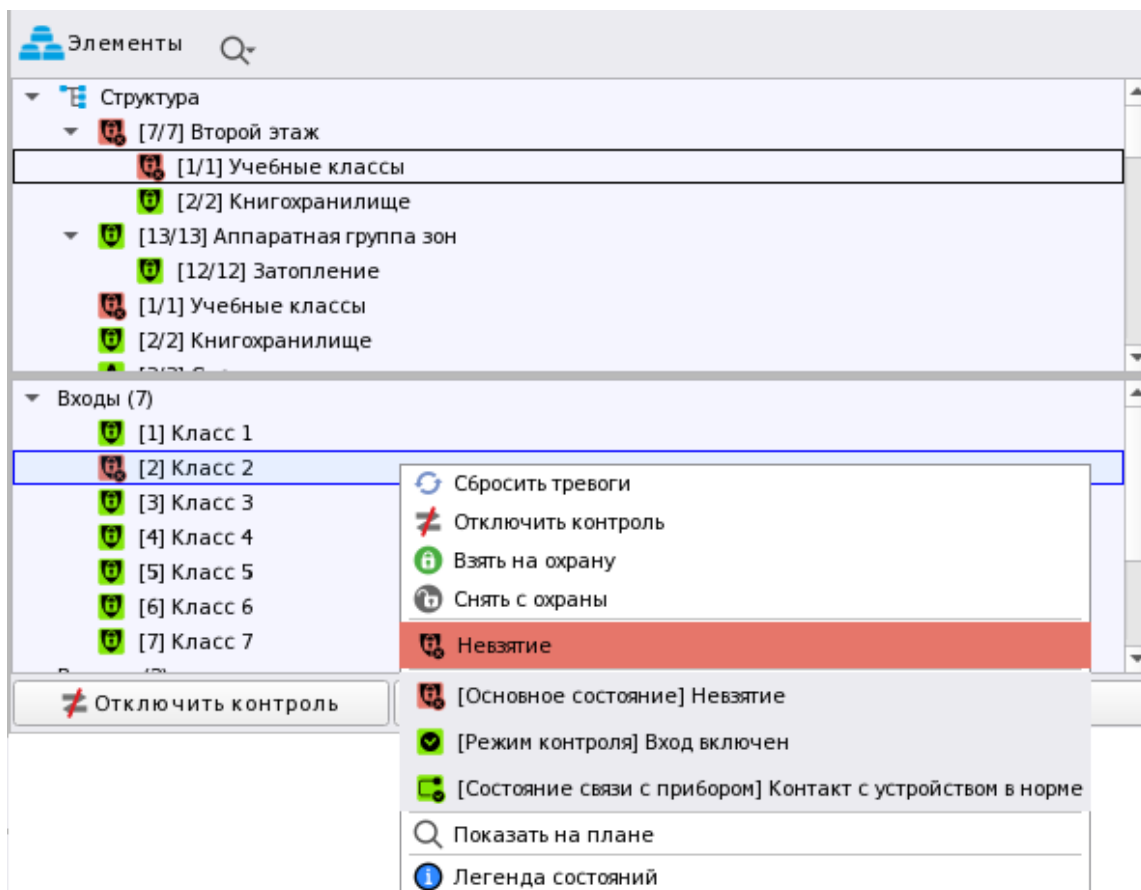 Элементы
Структура
[7/7] Второй этаж
[1/1] Учебные классы
[2/2] Книгохранилище
[13/13] Аппаратная группа зон
[12/12] Затопление
[1/1] Учебные классы
[2/2] Книгохранилище
Входы (7)
[1] Класс 1
[2] Класс 2
[3] Класс 3
[4] Класс 4
[5] Класс 5
[6] Класс 6
[7] Класс 7
Отключить контроль
Сбросить тревоги
Отключить контроль
Взять на охрану
Снять с охраны
Невзятие
[Основное состояние] Невзятие
[Режим контроля] Вход включен
[Состояние связи с прибором] Контакт с устройством в норме
Показать на плане
Легенда состояний